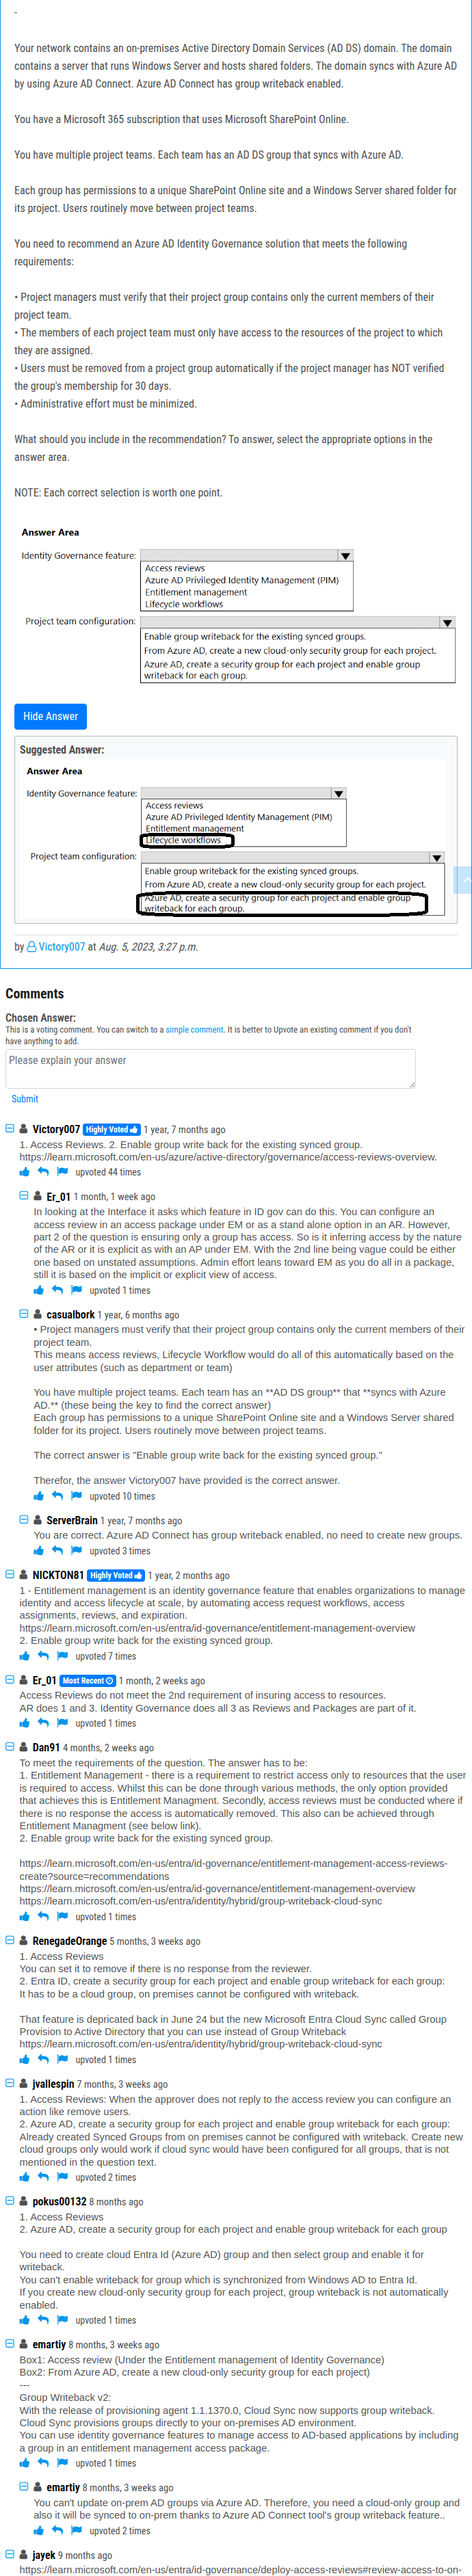 -
Your network contains an on-premises Active Directory Domain Services (AD DS) domain. The domain
contains a server that runs Windows Server and hosts shared folders. The domain syncs with Azure AD
by using Azure AD Connect. Azure AD Connect has group writeback enabled.
You have a Microsoft 365 subscription that uses Microsoft SharePoint Online.
You have multiple project teams. Each team has an AD DS group that syncs with Azure AD.
Each group has permissions to a unique SharePoint Online site and a Windows Server shared folder for
its project. Users routinely move between project teams.
You need to recommend an Azure AD Identity Governance solution that meets the following
requirements:
• Project managers must verify that their project group contains only the current members of their
project team.
• The members of each project team must only have access to the resources of the project to which
they are assigned.
• Users must be removed from a project group automatically if the project manager has NOT verified
the group's membership for 30 days.
• Administrative effort must be minimized.
What should you include in the recommendation? To answer, select the appropriate options in the
answer area.
NOTE: Each correct selection is worth one point.
Answer Area
Identity Governance feature:
Access reviews
Azure AD Privileged Identity Management (PIM)
Entitlement management
Lifecycle workflows
Project team configuration:
Enable group writeback for the existing synced groups.
From Azure AD, create a new cloud-only security group for each project.
Azure AD, create a security group for each project and enable group
writeback for each group.
Hide Answer
Suggested Answer:
Answer Area
Identity Governance feature:
Access reviews
Azure AD Privileged Identity Management (PIM)
Entitlement management
Lifecycle workflows
Project team configuration:
Enable group writeback for the existing synced groups.
From Azure AD, create a new cloud-only security group for each project.
Azure AD, create a security group for each project and enable group
writeback for each group.
by Victory007 at Aug. 5, 2023, 3:27 p.m.
Comments
Chosen Answer:
This is a voting comment. You can switch to a simple comment. It is better to Upvote an existing comment if you don't
have anything to add.
Please explain your answer
Submit
Victory007 Highly Voted 1 year, 7 months ago
1. Access Reviews. 2. Enable group write back for the existing synced group.
https://learn.microsoft.com/en-us/azure/active-directory/governance/access-reviews-overview.
upvoted 44 times
Er_01 1 month, 1 week ago
In looking at the Interface it asks which feature in ID gov can do this. You can configure an
access review in an access package under EM or as a stand alone option in an AR. However,
part 2 of the question is ensuring only a group has access. So is it inferring access by the nature
of the AR or it is explicit as with an AP under EM. With the 2nd line being vague could be either
one based on unstated assumptions. Admin effort leans toward EM as you do all in a package,
still it is based on the implicit or explicit view of access.
upvoted 1 times
casualbork 1 year, 6 months ago
• Project managers must verify that their project group contains only the current members of their
project team.
This means access reviews, Lifecycle Workflow would do all of this automatically based on the
user attributes (such as department or team)
You have multiple project teams. Each team has an **AD DS group** that **syncs with Azure
AD.** (these being the key to find the correct answer)
Each group has permissions to a unique SharePoint Online site and a Windows Server shared
folder for its project. Users routinely move between project teams.
The correct answer is "Enable group write back for the existing synced group."
Therefor, the answer Victory007 have provided is the correct answer.
upvoted 10 times
ServerBrain 1 year, 7 months ago
You are correct. Azure AD Connect has group writeback enabled, no need to create new groups.
upvoted 3 times
NICKTON81 Highly Voted 1 year, 2 months ago
1 - Entitlement management is an identity governance feature that enables organizations to manage
identity and access lifecycle at scale, by automating access request workflows, access
assignments, reviews, and expiration.
https://learn.microsoft.com/en-us/entra/id-governance/entitlement-management-overview
2. Enable group write back for the existing synced group.
upvoted 7 times
Er_01 Most Recent 1 month, 2 weeks ago
Access Reviews do not meet the 2nd requirement of insuring access to resources.
AR does 1 and 3. Identity Governance does all 3 as Reviews and Packages are part of it.
upvoted 1 times
Dan91 4 months, 2 weeks ago
To meet the requirements of the question. The answer has to be:
1. Entitlement Management - there is a requirement to restrict access only to resources that the user
is required to access. Whilst this can be done through various methods, the only option provided
that achieves this is Entitlement Managment. Secondly, access reviews must be conducted where if
there is no response the access is automatically removed. This also can be achieved through
Entitlement Managment (see below link).
2. Enable group write back for the existing synced group.
https://learn.microsoft.com/en-us/entra/id-governance/entitlement-management-access-reviews-
create?source=recommendations
https://learn.microsoft.com/en-us/entra/id-governance/entitlement-management-overview
https://learn.microsoft.com/en-us/entra/identity/hybrid/group-writeback-cloud-sync
upvoted 1 times
RenegadeOrange 5 months, 3 weeks ago
1. Access Reviews
You can set it to remove if there is no response from the reviewer.
2. Entra ID, create a security group for each project and enable group writeback for each group:
It has to be a cloud group, on premises cannot be configured with writeback.
That feature is depricated back in June 24 but the new Microsoft Entra Cloud Sync called Group
Provision to Active Directory that you can use instead of Group Writeback
https://learn.microsoft.com/en-us/entra/identity/hybrid/group-writeback-cloud-sync
upvoted 1 times
jvallespin 7 months, 3 weeks ago
1. Access Reviews: When the approver does not reply to the access review you can configure an
action like remove users.
2. Azure AD, create a security group for each project and enable group writeback for each group:
Already created Synced Groups from on premises cannot be configured with writeback. Create new
cloud groups only would work if cloud sync would have been configured for all groups, that is not
mentioned in the question text.
upvoted 2 times
pokus00132 8 months ago
1. Access Reviews
2. Azure AD, create a security group for each project and enable group writeback for each group
You need to create cloud Entra Id (Azure AD) group and then select group and enable it for
writeback.
You can't enable writeback for group which is synchronized from Windows AD to Entra Id.
If you create new cloud-only security group for each project, group writeback is not automatically
enabled.
upvoted 1 times
emartiy 8 months, 3 weeks ago
Box1: Access review (Under the Entitlement management of Identity Governance)
Box2: From Azure AD, create a new cloud-only security group for each project)
---
Group Writeback v2:
With the release of provisioning agent 1.1.1370.0, Cloud Sync now supports group writeback.
Cloud Sync provisions groups directly to your on-premises AD environment.
You can use identity governance features to manage access to AD-based applications by including
a group in an entitlement management access package.
upvoted 1 times
emartiy 8 months, 3 weeks ago
You can't update on-prem AD groups via Azure AD. Therefore, you need a cloud-only group and
also it will be synced to on-prem thanks to Azure AD Connect tool's group writeback feature..
upvoted 2 times
jayek 9 months ago
https://learn.microsoft.com/en-us/entra/id-governance/deploy-access-reviews#review-access-to-on-